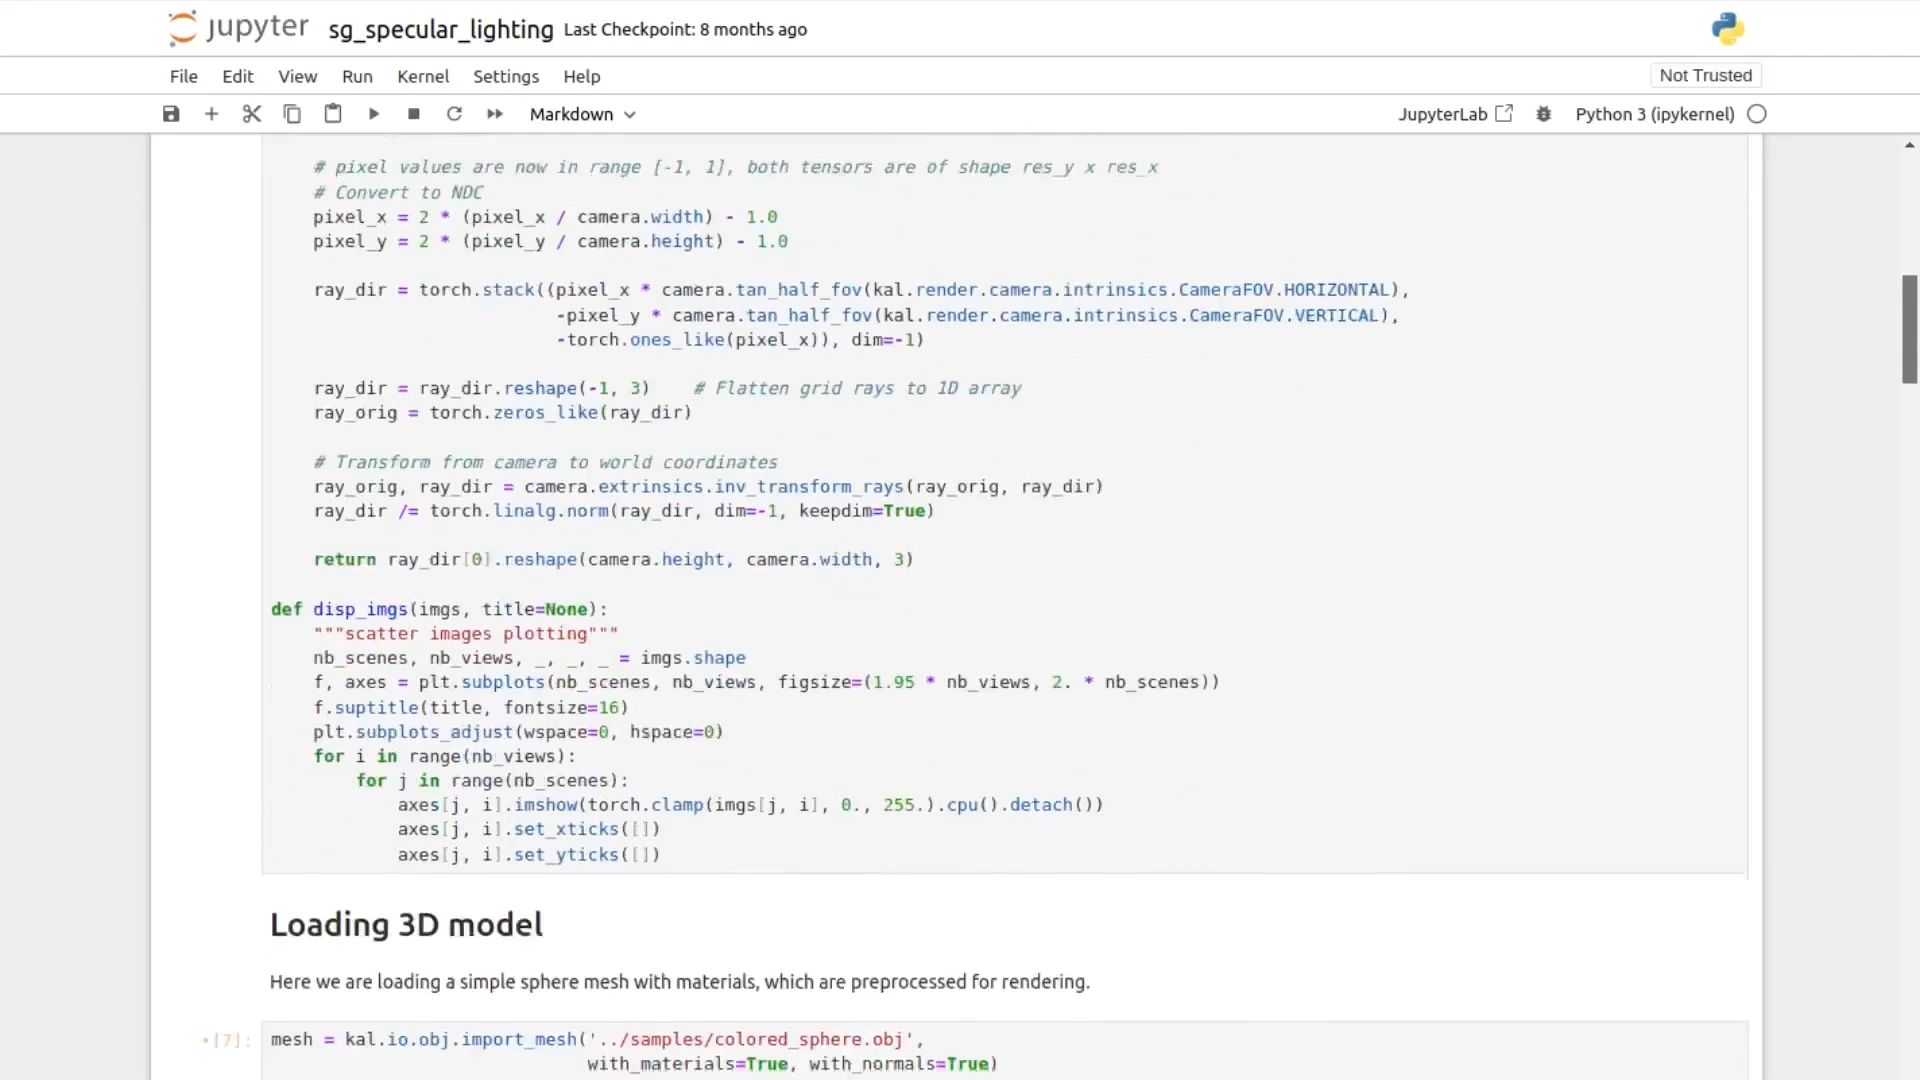 jupyter sg_specular_lighting Last Checkpoint: 8 months ago
File Edit View Run Kernel Settings Help Not Trusted
Markdown JupyterLab Python 3 (ipykernel)
# pixel values are now in range [-1, 1], both tensors are of shape res_y x res_x
# Convert to NDC
pixel_x = 2 * (pixel_x / camera.width) - 1.0
pixel_y = 2 * (pixel_y / camera.height) - 1.0
ray_dir = torch.stack((pixel_x * camera.tan_half_fov(kal.render.camera.intrinsics.CameraFOV.HORIZONTAL),
-pixel_y * camera.tan_half_fov(kal.render.camera.intrinsics.CameraFOV.VERTICAL),
-torch.ones_like(pixel_x)), dim=-1)
ray_dir = ray_dir.reshape(-1, 3)    # Flatten grid rays to 1D array
ray_orig = torch.zeros_like(ray_dir)
# Transform from camera to world coordinates
ray_orig, ray_dir = camera.extrinsics.inv_transform_rays(ray_orig, ray_dir)
ray_dir /= torch.linalg.norm(ray_dir, dim=-1, keepdim=True)
return ray_dir[0].reshape(camera.height, camera.width, 3)
def disp_imgs(imgs, title=None):
"""scatter images plotting"""
nb_scenes, nb_views, _, _, _ = imgs.shape
f, axes = plt.subplots(nb_scenes, nb_views, figsize=(1.95 * nb_views, 2. * nb_scenes))
f.suptitle(title, fontsize=16)
plt.subplots_adjust(wspace=0, hspace=0)
for i in range(nb_views):
for j in range(nb_scenes):
axes[j, i].imshow(torch.clamp(imgs[j, i], 0., 255.).cpu().detach())
axes[j, i].set_xticks([])
axes[j, i].set_yticks([])
Loading 3D model
Here we are loading a simple sphere mesh with materials, which are preprocessed for rendering.
[7]: mesh = kal.io.obj.import_mesh('../samples/colored_sphere.obj',
with_materials=True, with_normals=True)